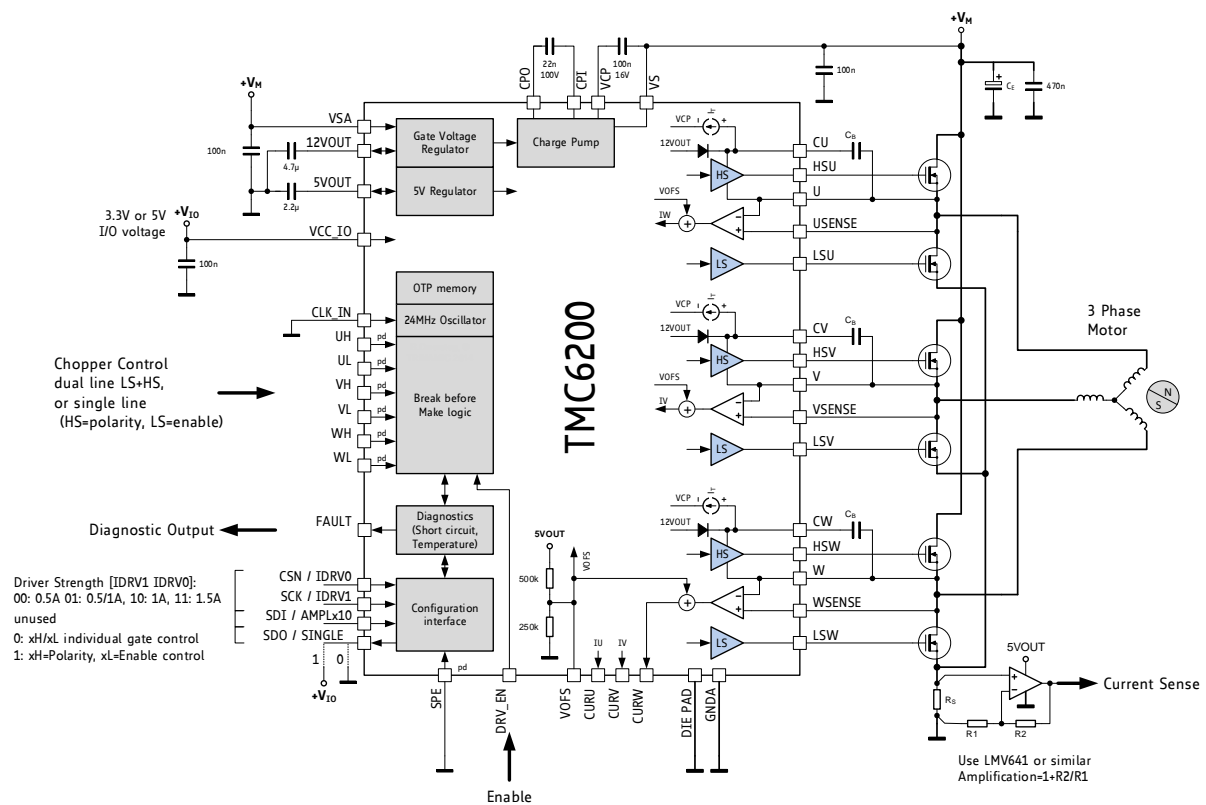 +VM
CPO
22n
100V
CPI
VCP
100n
16V
VS
100n
CE
470n
+VM
VSA
100n
12VOUT
4.7µ
5VOUT
2.2µ
Gate Voltage
Regulator
5V Regulator
Charge Pump
3.3V or 5V
I/O voltage
+VIO
VCC_IO
100n
VCP
12VOUT
HS
VOFS
IW
LS
CU
CB
HSU
U
USENSE
LSU
OTP memory
24MHz Oscillator
CLK_IN
UH
pd
UL
pd
VH
pd
VL
pd
WH
pd
WL
pd
Break before
Make logic
Chopper Control
dual line LS+HS,
or single line
(HS=polarity, LS=enable)
TMC6200
VCP
12VOUT
HS
VOFS
IV
LS
CV
CB
HSV
V
VSENSE
LSV
3 Phase
Motor
N
S
Diagnostic Output
FAULT
Diagnostics
(Short circuit,
Temperature)
VCP
12VOUT
HS
LS
CW
CB
HSW
W
WSENSE
LSW
Driver Strength [IDRV1 IDRV0]:
00: 0.5A 01: 0.5/1A, 10: 1A, 11: 1.5A
unused
0: xH/xL individual gate control
1: xH=Polarity, xL=Enable control
CSN / IDRV0
SCK / IDRV1
SDI / AMPLx10
SDO / SINGLE
Configuration
interface
1
0
+VIO
5VOUT
500k
250k
VOFS
IU
IV
pd
SPE
DRV_EN
VOFS
CURU
CURV
CURW
DIE PAD
GNDA
Enable
5VOUT
RS
R1
R2
Current Sense
Use LMV641 or similar
Amplification=1+R2/R1